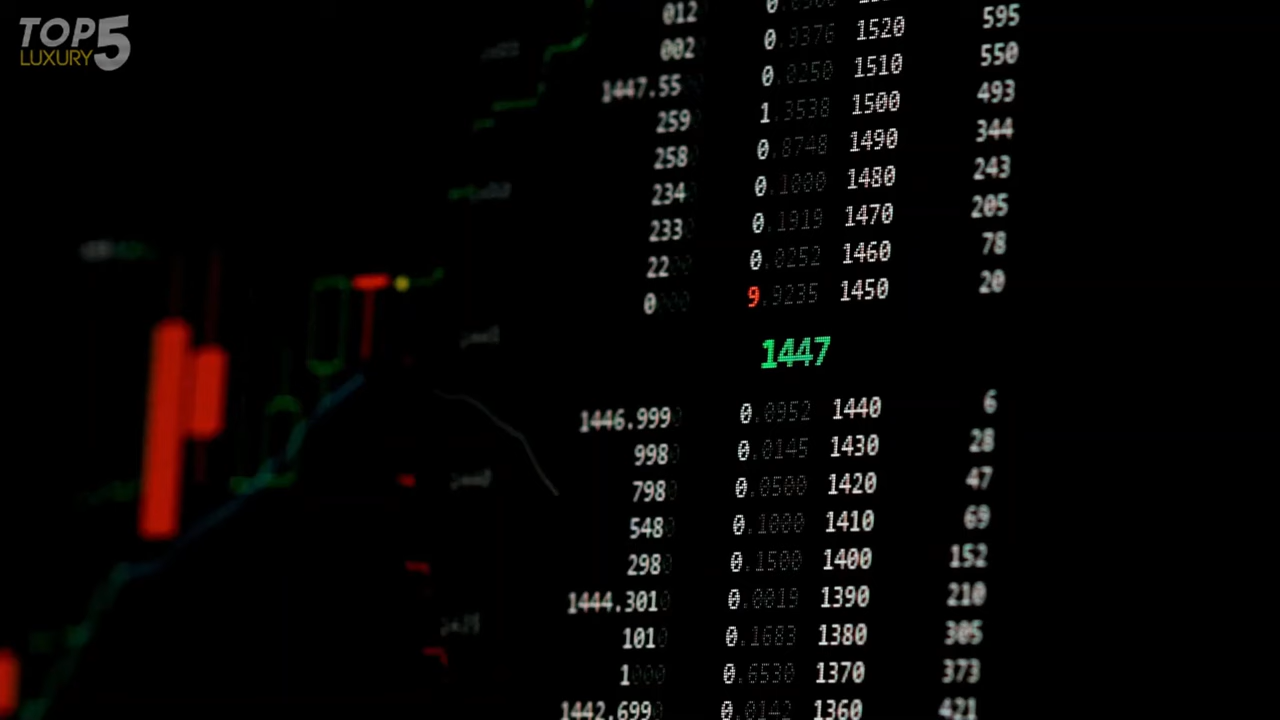 TOP 5
LUXURY
012 0
002 0.9376 1520 595
1447.55 0.0250 1510 550
259 1.3538 1500 493
258 0.8748 1490 344
234 0.1000 1480 243
233 0.1919 1470 205
22 0.0252 1460 78
0 9.9235 1450 20
1447
1446.999 0.0952 1440 6
998 0.0145 1430 28
798 0.0500 1420 47
548 0.1000 1410 69
298 0.1500 1400 152
1444.301 0.0019 1390 210
101 0.1683 1380 305
1 0.6530 1370 373
1442.699 0.0142 1360 421